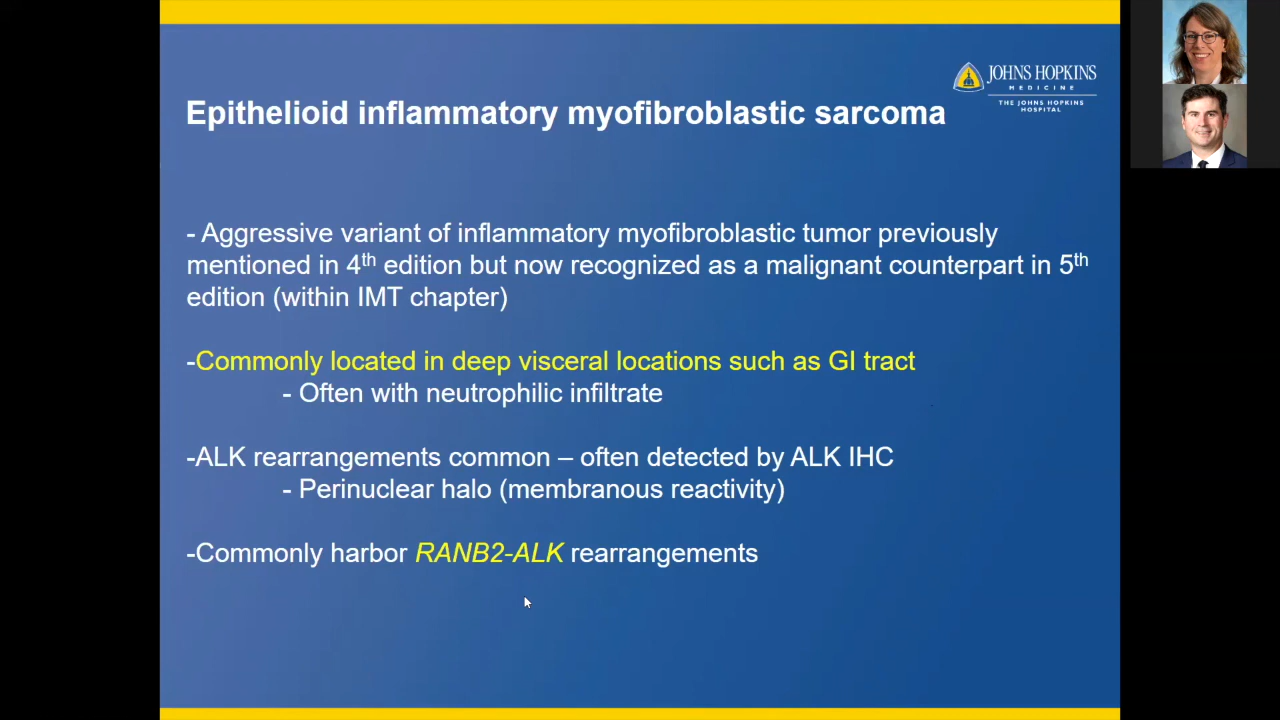 JOHNS HOPKINS
MEDICINE
THE JOHNS HOPKINS
HOSPITAL
Epithelioid inflammatory myofibroblastic sarcoma
- Aggressive variant of inflammatory myofibroblastic tumor previously
mentioned in 4th edition but now recognized as a malignant counterpart in 5th
edition (within IMT chapter)
-Commonly located in deep visceral locations such as GI tract
- Often with neutrophilic infiltrate
-ALK rearrangements common – often detected by ALK IHC
- Perinuclear halo (membranous reactivity)
-Commonly harbor RANB2-ALK rearrangements